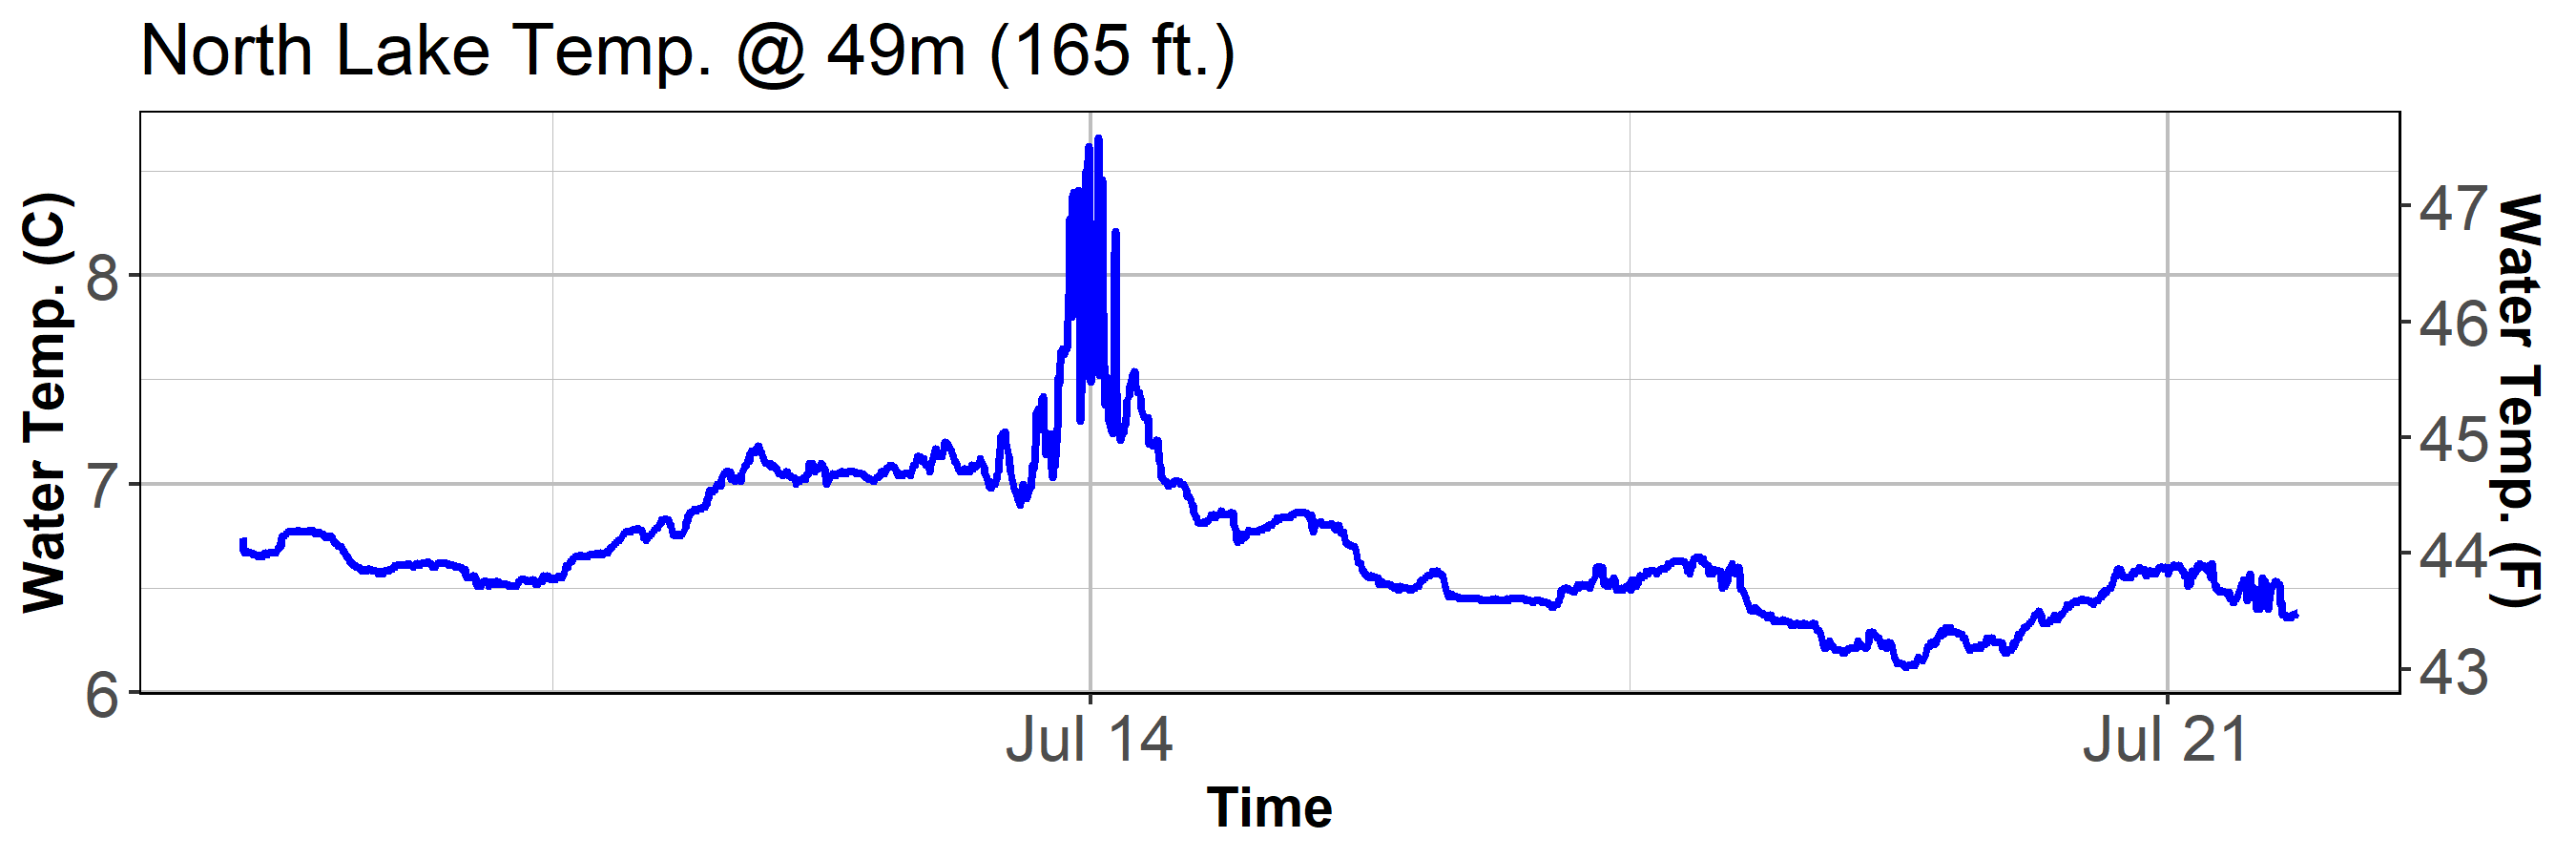 North Lake Temp. @ 49m (165 ft.)
Water Temp. (C)
8
7
6
47
46
45
44
43
Water Temp. (F)
Jul 14
Jul 21
Time